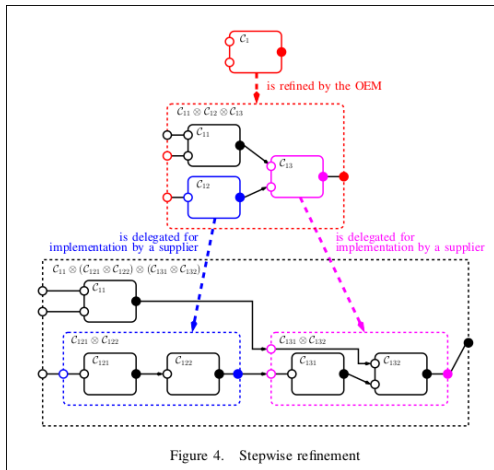 𝒞₁
is refined by the OEM
𝒞₁₁ ⊗ 𝒞₁₂ ⊗ 𝒞₁₃
𝒞₁₁
𝒞₁₃
𝒞₁₂
is delegated for
implementation by a supplier
is delegated for
implementation by a supplier
𝒞₁₁ ⊗ (𝒞₁₂₁ ⊗ 𝒞₁₂₂) ⊗ (𝒞₁₃₁ ⊗ 𝒞₁₃₂)
𝒞₁₁
𝒞₁₂₁ ⊗ 𝒞₁₂₂
𝒞₁₃₁ ⊗ 𝒞₁₃₂
𝒞₁₂₁
𝒞₁₂₂
𝒞₁₃₁
𝒞₁₃₂
Figure 4. Stepwise refinement